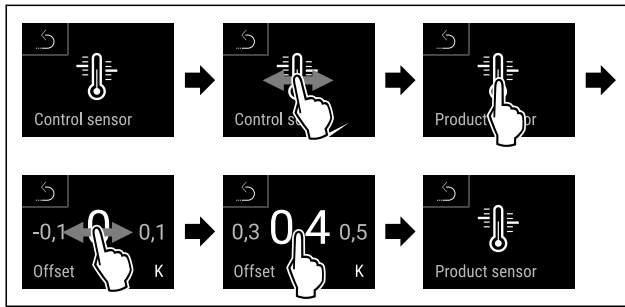 Control sensor
Control s
Product or
-0,1 0 0,1
Offset K
0,3 0,4 0,5
Offset K
Product sensor